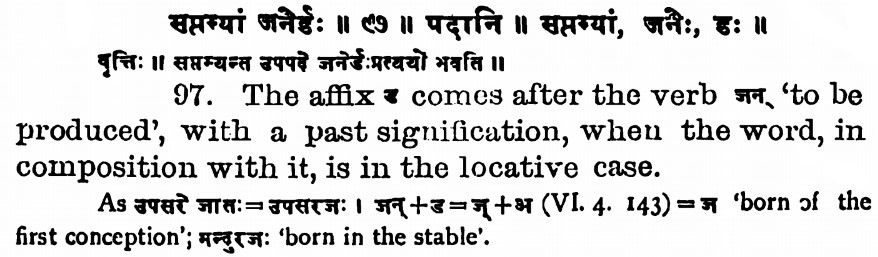 सप्तम्यां जनेर्डः ॥ ९७ ॥ पदानि ॥ सप्तम्यां, जनेः, डः ॥
वृत्तिः ॥ सप्तम्यन्त उपपदे जनेर्डःप्रत्ययो भवति ॥
97. The affix ड comes after the verb जन्, ‘to be
produced’, with a past signification, when the word, in
composition with it, is in the locative case.
As उपसरे जातः=उपसरजः । जन्+ड=ज्+अ (VI. 4. 143)=ज ‘born of the
first conception’; मन्दुरजः ‘born in the stable’.